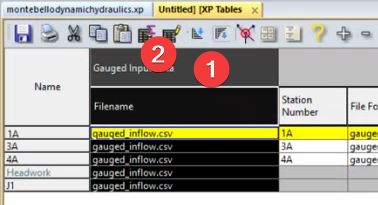 montebellodynamichydraulics.xp
Untitled] [XP Tables
2
1
Name
Gauged Inpu
a
Filename
Station
Number
File Fo
1A gauged_inflow.csv 1A gauge
3A gauged_inflow.csv 3A gauge
4A gauged_inflow.csv 4A gauge
Headwork gauged_inflow.csv
J1 gauged_inflow.csv